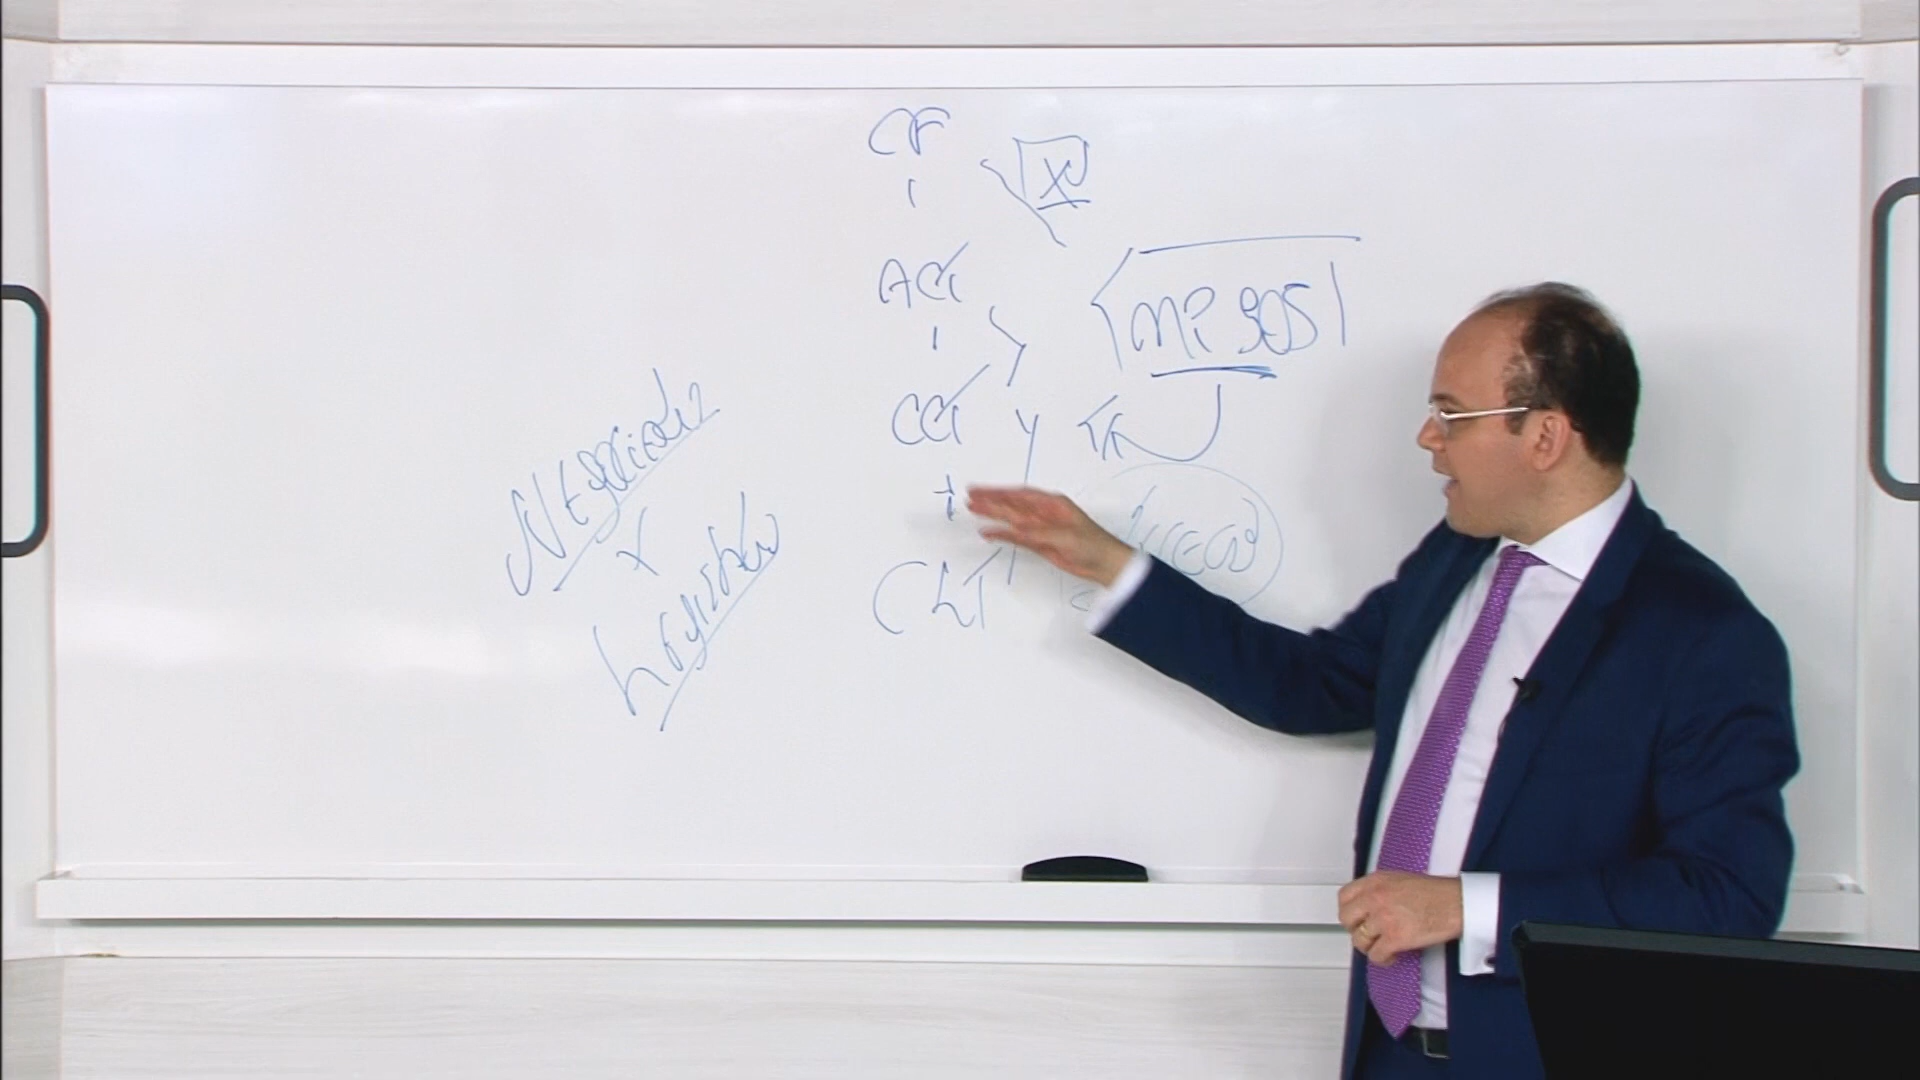 CF
X
ACT
MP 905
CCT
CLT
Negociado
x
Legislado